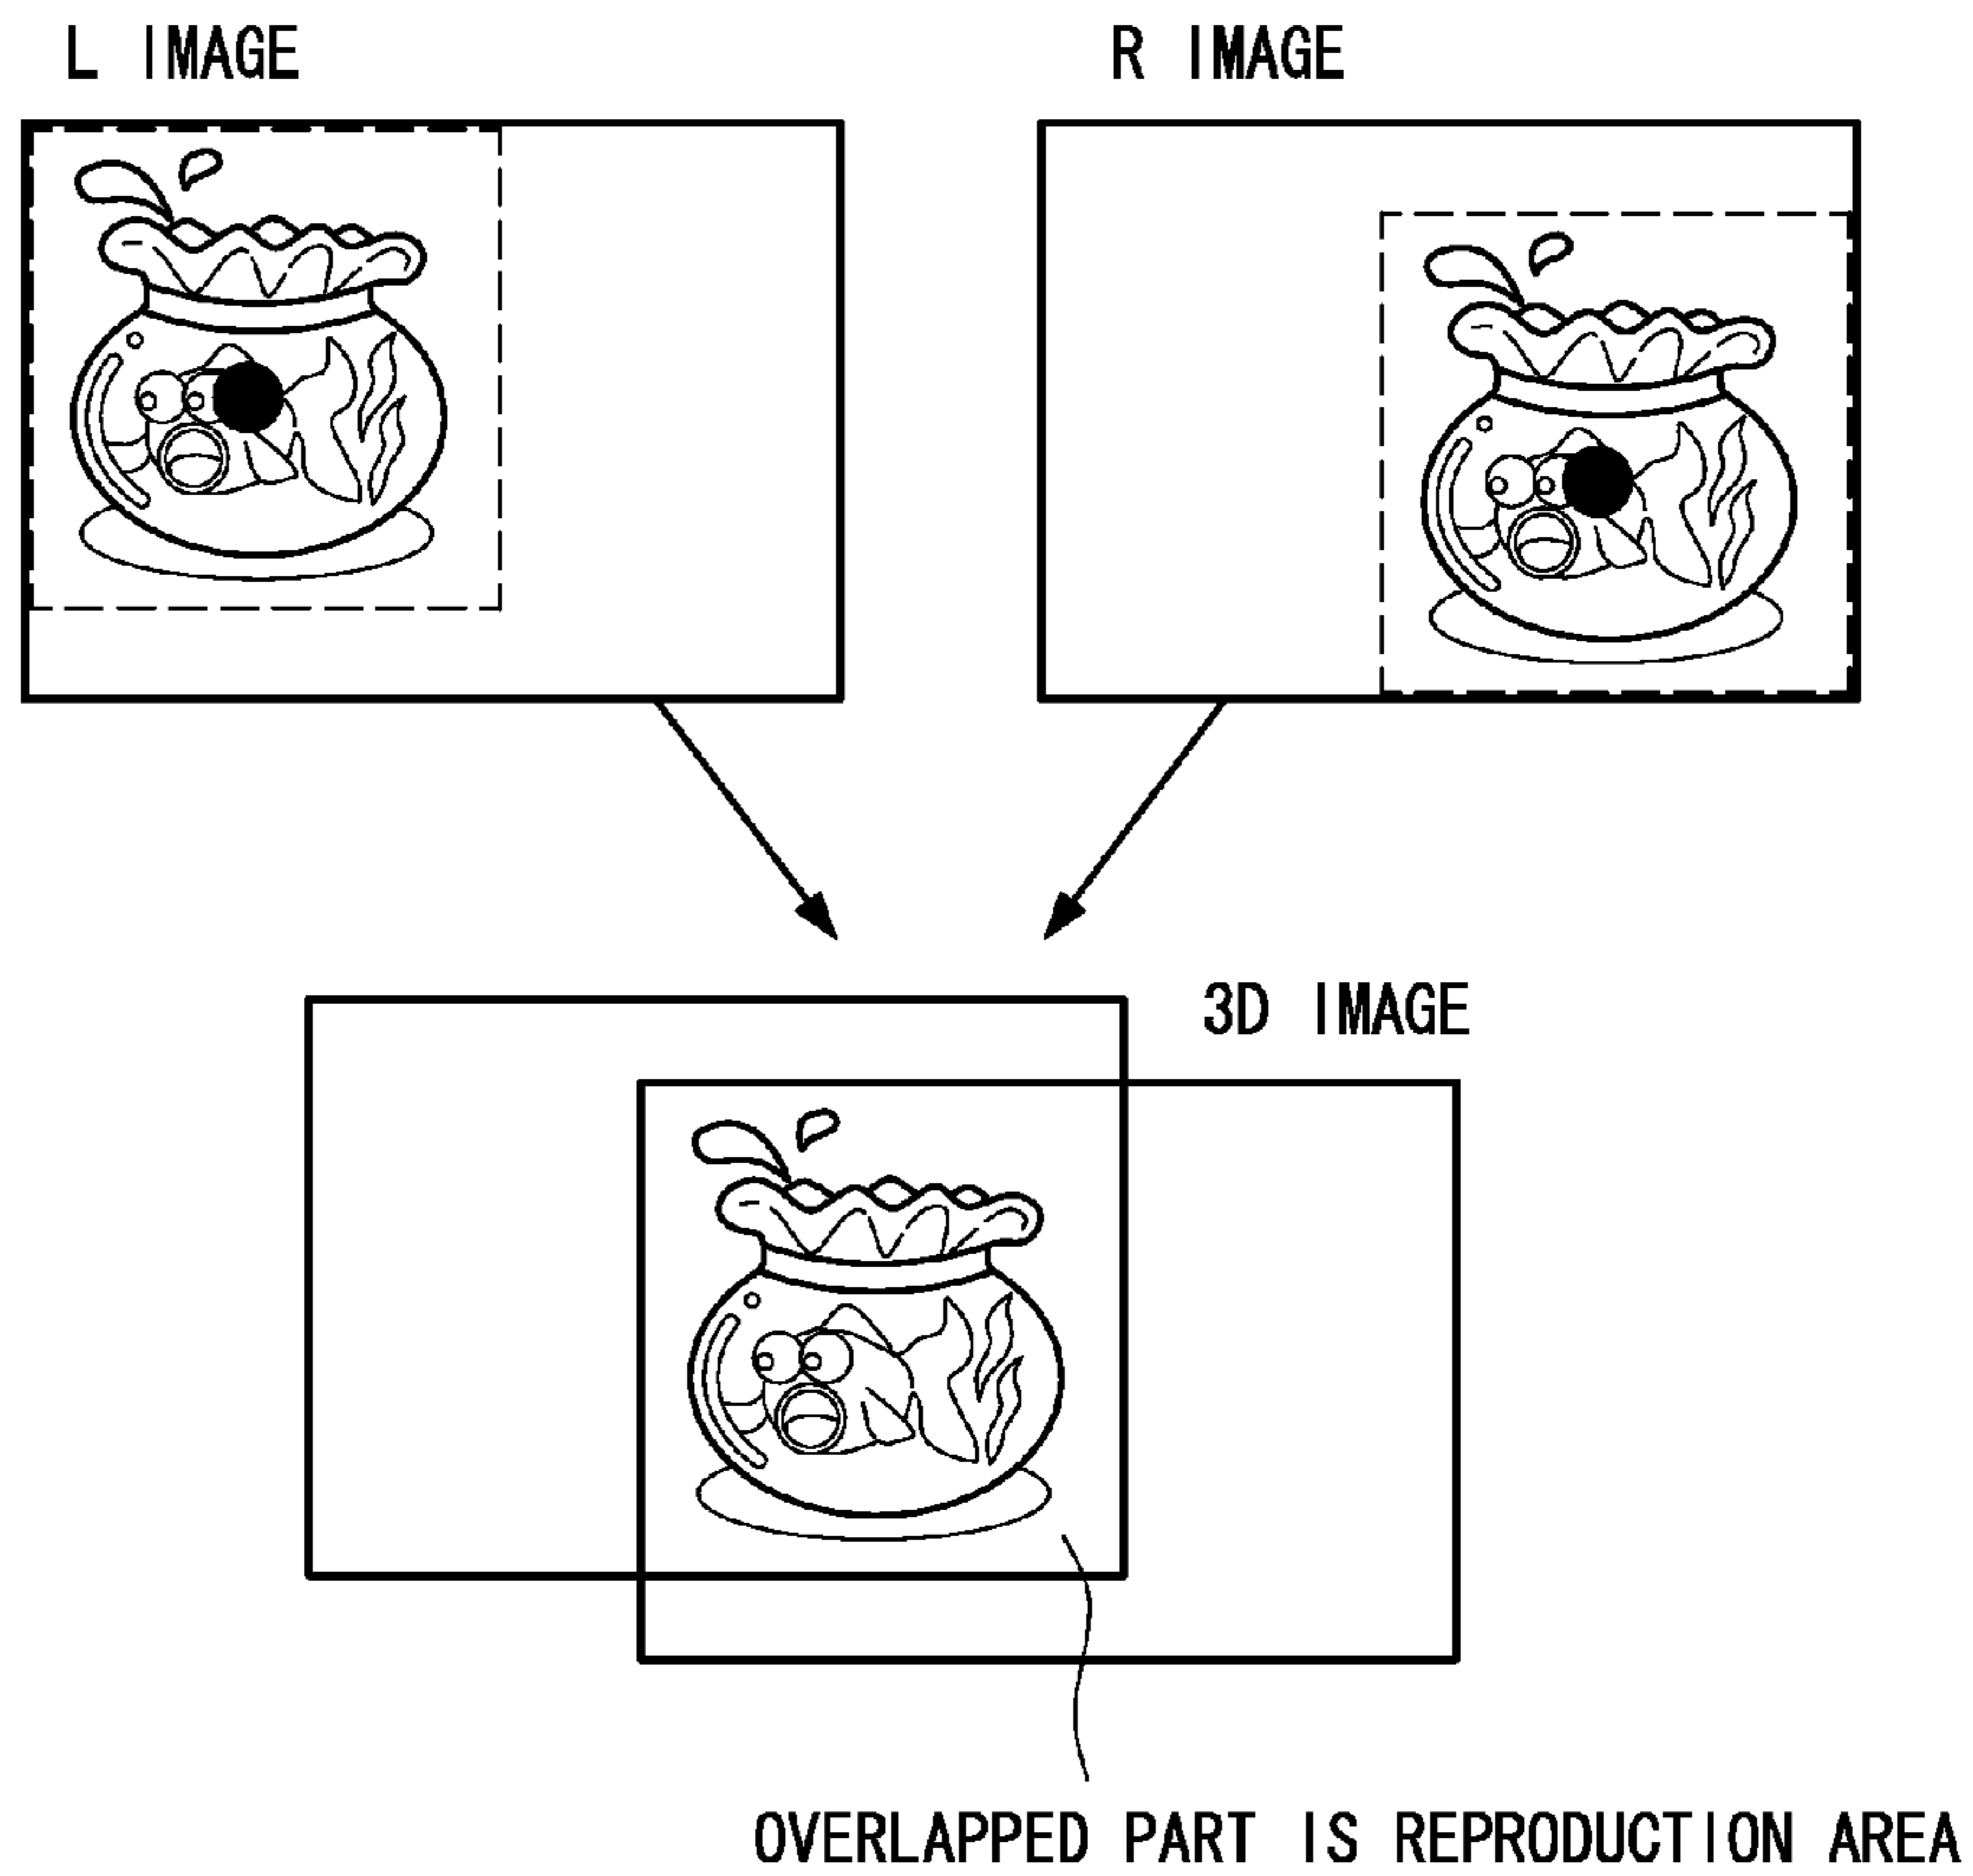 L IMAGE
R IMAGE
3D IMAGE
OVERLAPPED PART IS REPRODUCTION AREA